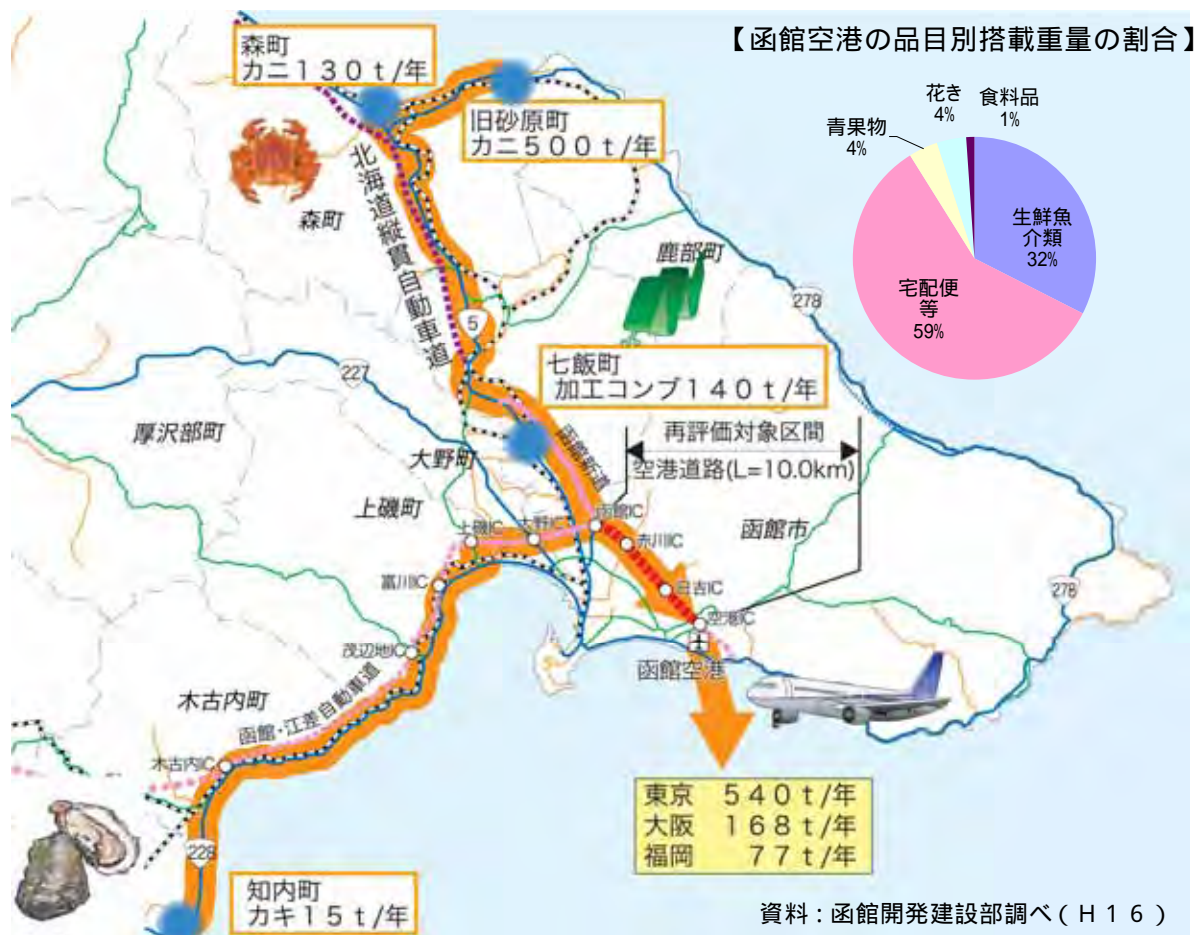 【函館空港の品目別搭載重量の割合】
森町
カニ130t/年
旧砂原町
カニ500t/年
花き
4%
食料品
1%
青果物
4%
生鮮魚
介類
32%
宅配便
等
59%
北海道縦貫自動車道
森町
鹿部町
278
5
227
七飯町
加工コンブ140t/年
厚沢部町
大野町
函館新道
再評価対象区間
空港道路(L=10.0km)
上磯町
上磯IC
大野IC
函館IC
赤川IC
函館市
富川IC
日吉IC
278
空港IC
茂辺地IC
函館空港
木古内町
函館・江差自動車道
木古内IC
東京 540t/年
大阪 168t/年
福岡 77t/年
228
知内町
カキ15t/年
資料:函館開発建設部調べ(H16)